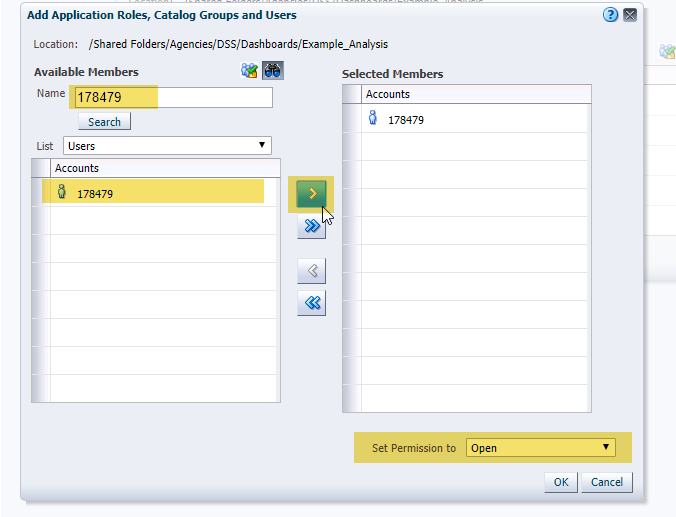 Add Application Roles, Catalog Groups and Users
Location: /Shared Folders/Agencies/DSS/Dashboards/Example_Analysis
Available Members
Name 178479
Search
List Users
Accounts
178479
Selected Members
Accounts
178479
Set Permission to Open
OK Cancel